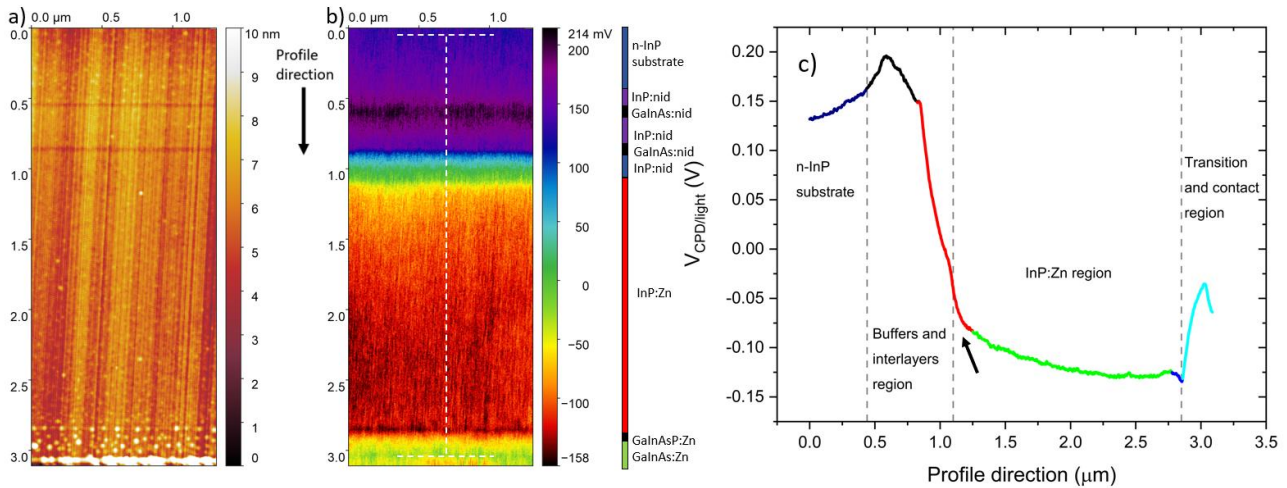 a)
0.0 μm 0.5 1.0
0.0
0.5
1.0
1.5
2.0
2.5
3.0
10 nm
9
8
7
6
5
4
3
2
1
0
Profile
direction
b)
0.0 μm 0.5 1.0
0.0
0.5
1.0
1.5
2.0
2.5
3.0
214 mV
200
150
100
50
0
−50
−100
−158
n-InP
substrate
InP:nid
GaInAs:nid
InP:nid
GaInAs:nid
InP:nid
InP:Zn
GaInAsP:Zn
GaInAs:Zn
c)
V CPD/light (V)
0.20
0.15
0.10
0.05
0.00
-0.05
-0.10
-0.15
n-InP
substrate
Buffers and
interlayers
region
InP:Zn region
Transition
and contact
region
0.0 0.5 1.0 1.5 2.0 2.5 3.0 3.5
Profile direction (μm)